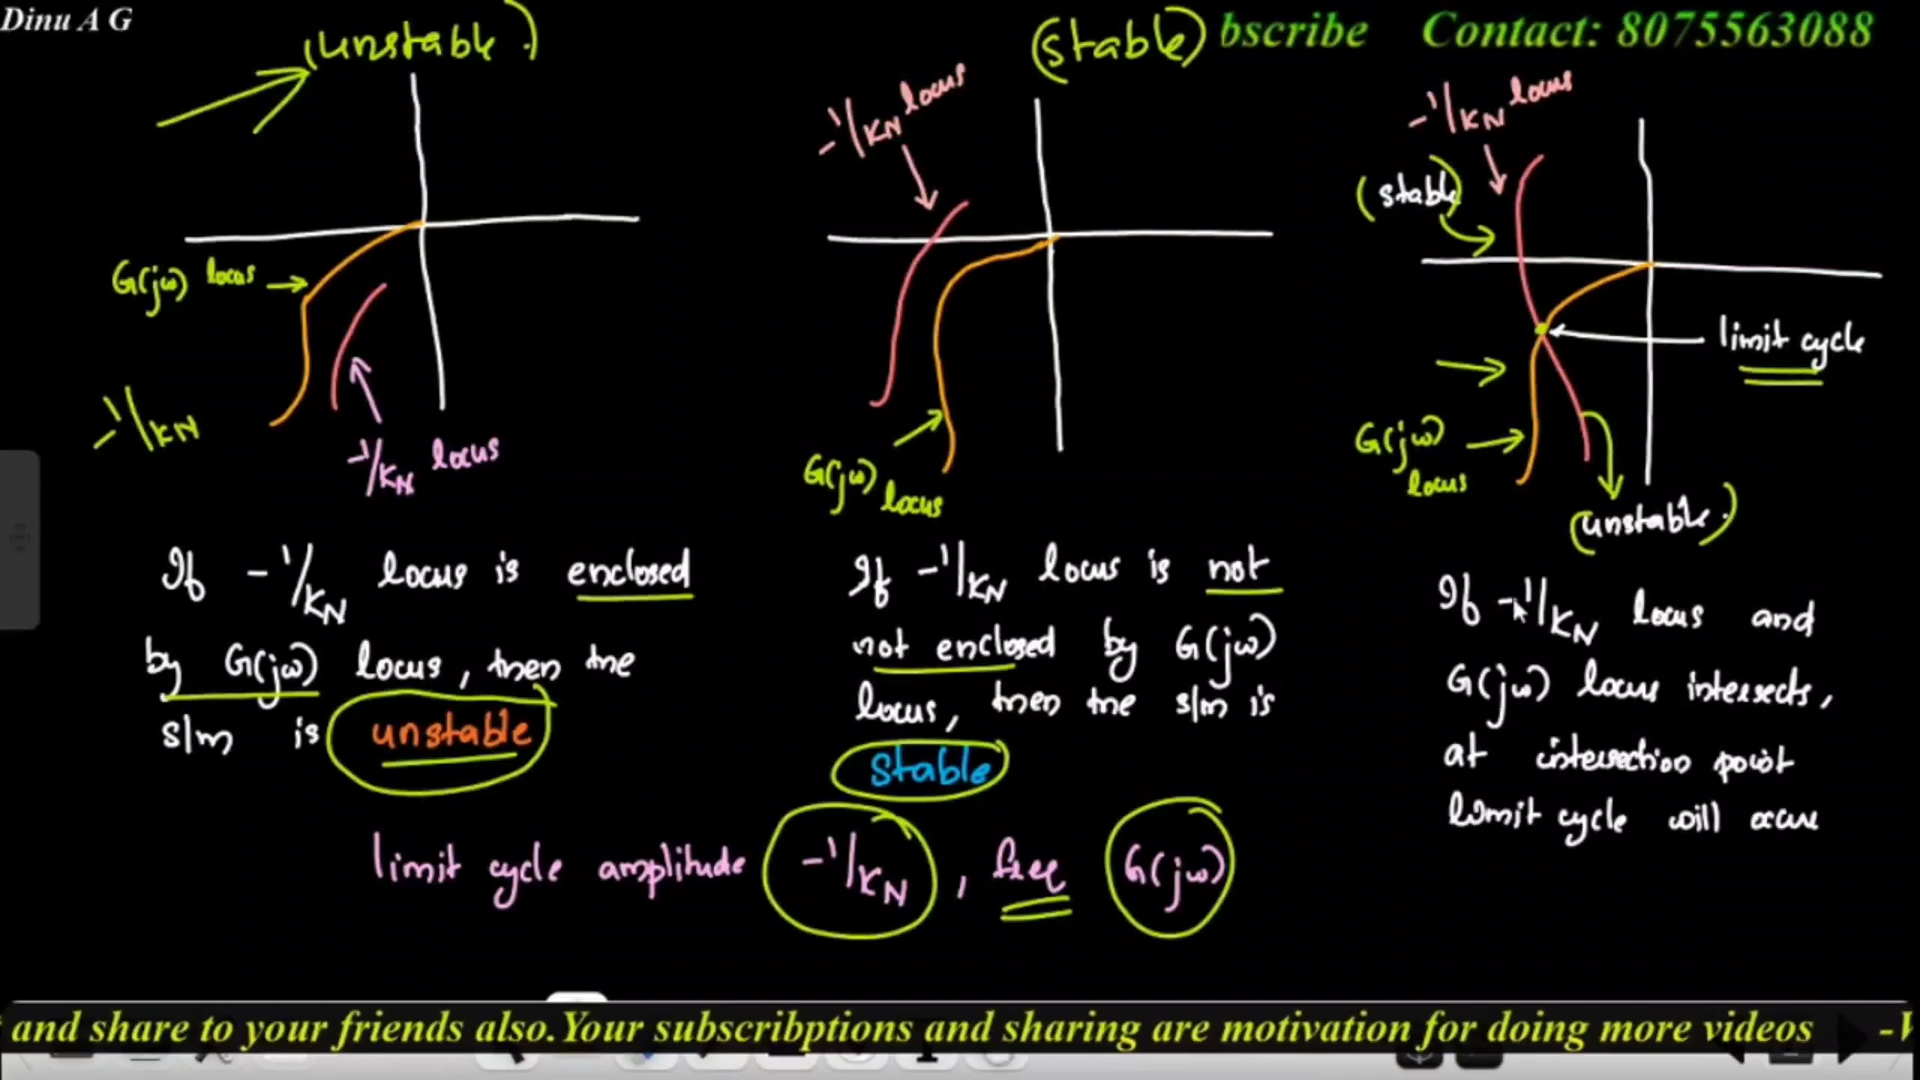 Dinu A G
bscribe Contact: 8075563088
(unstable.)
G(jω) locus
-1/KN
-1/KN locus
If -1/KN locus is enclosed
by G(jω) locus, then the
s/m is unstable
(stable)
-1/KN locus
G(jω) locus
If -1/KN locus is not
not enclosed by G(jω)
locus, then the s/m is
stable
-1/KN locus
(stable)
limit cycle
G(jω)
locus
(unstable.)
If -1/KN locus and
G(jω) locus intersects,
at intersection point
limit cycle will occur
limit cycle amplitude -1/KN, freq G(jω)
and share to your friends also.Your subscribptions and sharing are motivation for doing more videos